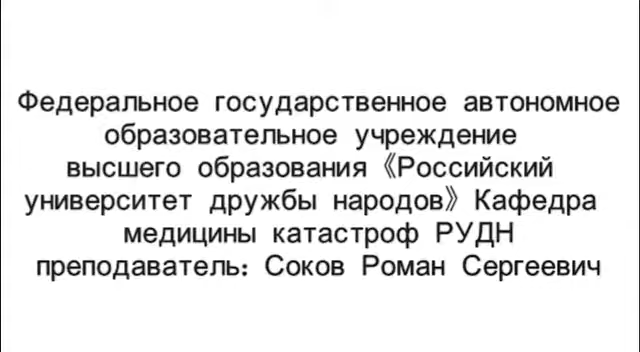 Федеральное государственное автономное
образовательное учреждение
высшего образования《Российский
университет дружбы народов》Кафедра
медицины катастроф РУДН
преподаватель: Соков Роман Сергеевич